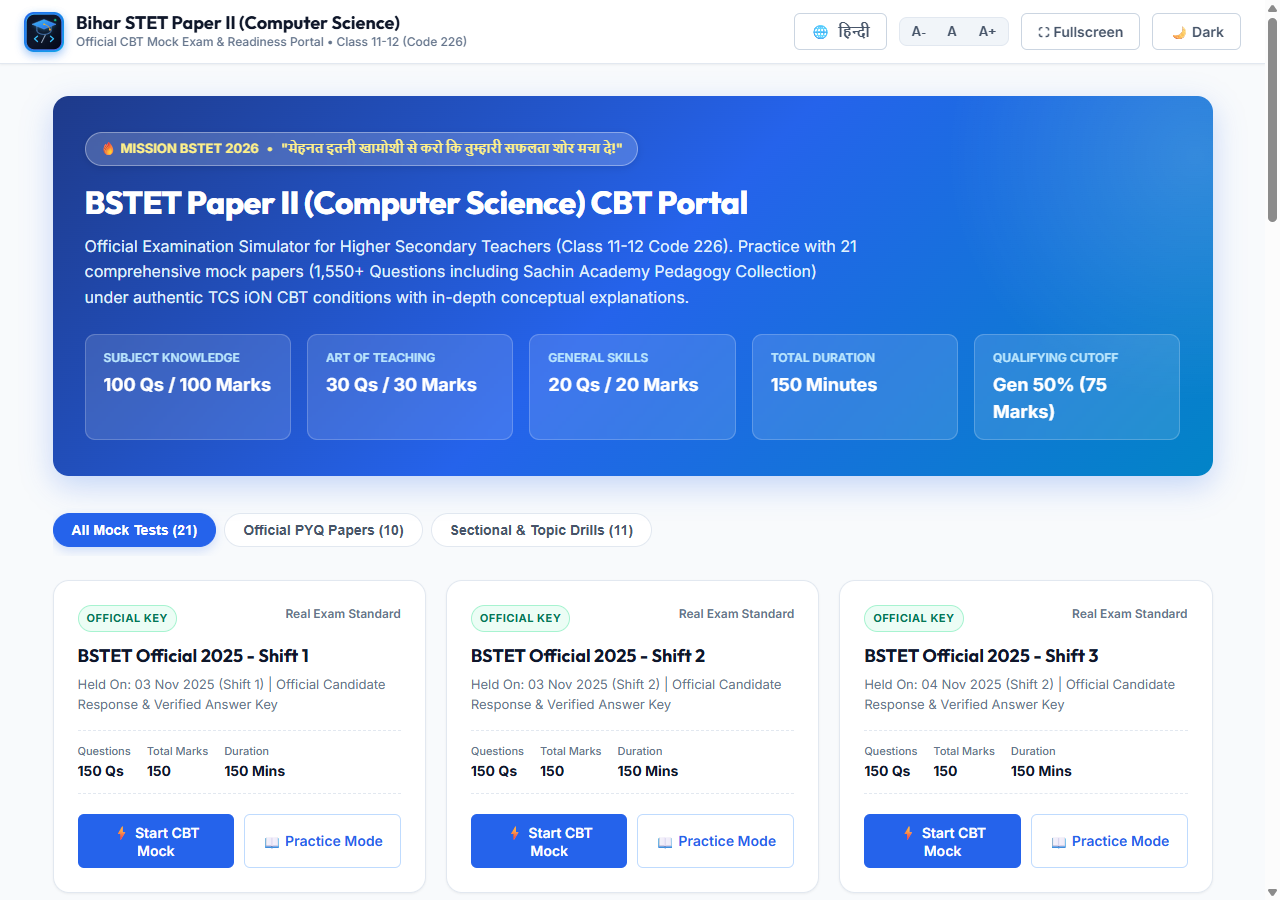 Bihar STET Paper II (Computer Science)
Official CBT Mock Exam & Readiness Portal • Class 11-12 (Code 226)
🌐 हिन्दी
A- A A+
⛶ Fullscreen
🌙 Dark
🔥 MISSION BSTET 2026 • "मेहनत इतनी खामोशी से करो कि तुम्हारी सफलता शोर मचा दे!"
BSTET Paper II (Computer Science) CBT Portal
Official Examination Simulator for Higher Secondary Teachers (Class 11-12 Code 226). Practice with 21
comprehensive mock papers (1,550+ Questions including Sachin Academy Pedagogy Collection)
under authentic TCS iON CBT conditions with in-depth conceptual explanations.
SUBJECT KNOWLEDGE
100 Qs / 100 Marks
ART OF TEACHING
30 Qs / 30 Marks
GENERAL SKILLS
20 Qs / 20 Marks
TOTAL DURATION
150 Minutes
QUALIFYING CUTOFF
Gen 50% (75
Marks)
All Mock Tests (21)
Official PYQ Papers (10)
Sectional & Topic Drills (11)
OFFICIAL KEY
Real Exam Standard
BSTET Official 2025 - Shift 1
Held On: 03 Nov 2025 (Shift 1) | Official Candidate
Response & Verified Answer Key
Questions Total Marks Duration
150 Qs 150 150 Mins
⚡ Start CBT
Mock
📖 Practice Mode
OFFICIAL KEY
Real Exam Standard
BSTET Official 2025 - Shift 2
Held On: 03 Nov 2025 (Shift 2) | Official Candidate
Response & Verified Answer Key
Questions Total Marks Duration
150 Qs 150 150 Mins
⚡ Start CBT
Mock
📖 Practice Mode
OFFICIAL KEY
Real Exam Standard
BSTET Official 2025 - Shift 3
Held On: 04 Nov 2025 (Shift 2) | Official Candidate
Response & Verified Answer Key
Questions Total Marks Duration
150 Qs 150 150 Mins
⚡ Start CBT
Mock
📖 Practice Mode